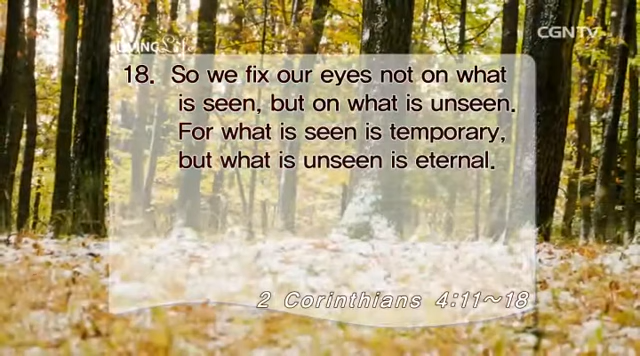 CGNTV
LIVING
18. So we fix our eyes not on what
is seen, but on what is unseen.
For what is seen is temporary,
but what is unseen is eternal.
2 Corinthians 4:11~18